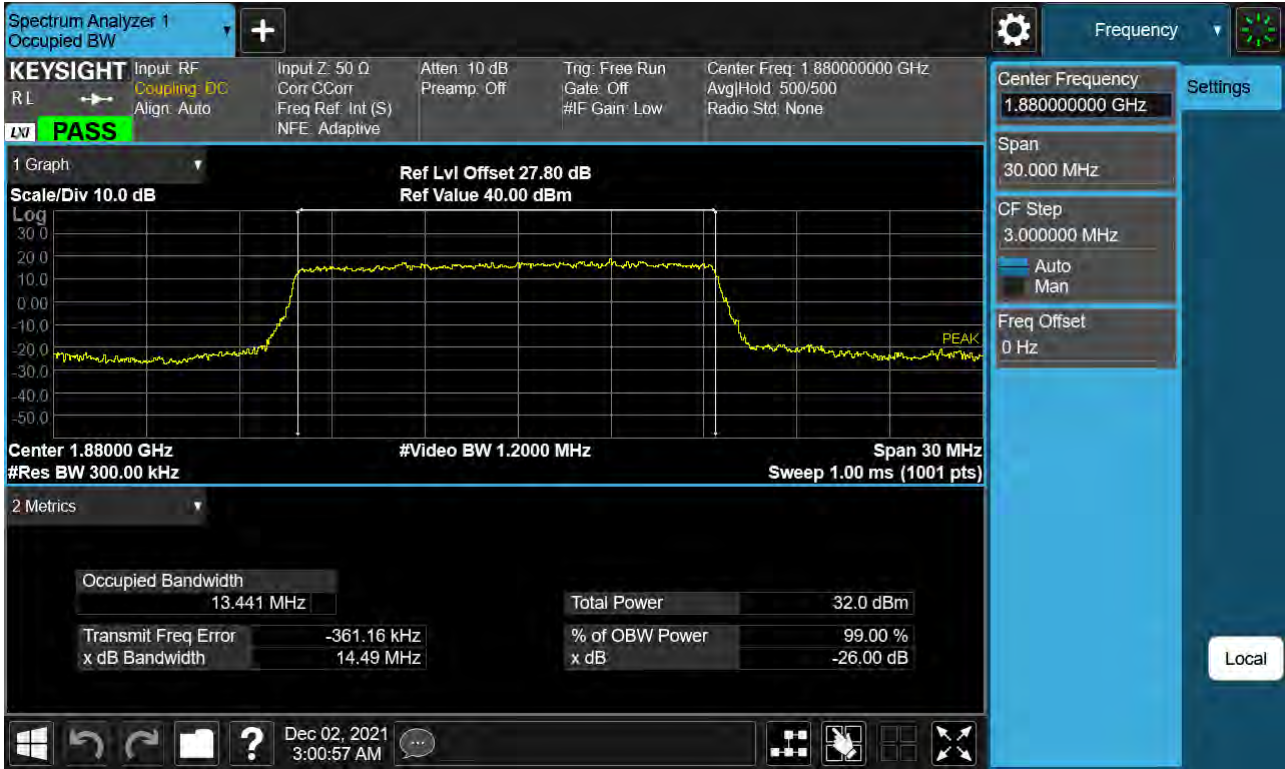 Spectrum Analyzer 1
Occupied BW
Frequency
KEYSIGHT
RL
LXI
PASS
Input: RF
Coupling: DC
Align: Auto
Input Z: 50 Ω
Corr CCorr
Freq Ref: Int (S)
NFE: Adaptive
Atten: 10 dB
Preamp: Off
Trig: Free Run
Gate: Off
#IF Gain: Low
Center Freq: 1.880000000 GHz
Avg|Hold: 500/500
Radio Std: None
Center Frequency
1.880000000 GHz
Settings
Span
30.000 MHz
CF Step
3.000000 MHz
Auto
Man
Freq Offset
0 Hz
Local
1 Graph
Scale/Div 10.0 dB
Ref Lvl Offset 27.80 dB
Ref Value 40.00 dBm
Log
30.0
20.0
10.0
0.00
-10.0
-20.0
-30.0
-40.0
-50.0
PEAK
Center 1.88000 GHz
#Video BW 1.2000 MHz
Span 30 MHz
#Res BW 300.00 kHz
Sweep 1.00 ms (1001 pts)
2 Metrics
Occupied Bandwidth
13.441 MHz
Total Power 32.0 dBm
Transmit Freq Error -361.16 kHz
% of OBW Power 99.00 %
x dB Bandwidth 14.49 MHz
x dB -26.00 dB
?
Dec 02, 2021
3:00:57 AM